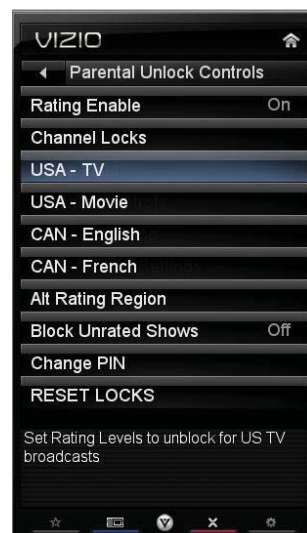 VIZIO
Parental Unlock Controls
Rating Enable On
Channel Locks
USA - TV
USA - Movie
CAN - English
CAN - French
Alt Rating Region
Block Unrated Shows Off
Change PIN
RESET LOCKS
Set Rating Levels to unblock for US TV
broadcasts